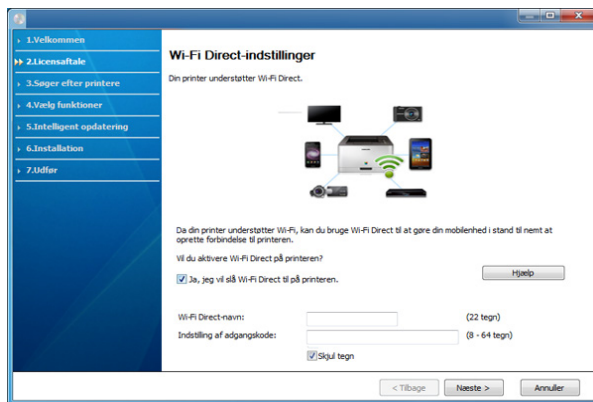 1.Velkommen
2.Licensaftale
3.Søger efter printere
4.Vælg funktioner
5.Intelligent opdatering
6.Installation
7.Udfør
Wi-Fi Direct-indstillinger
Din printer understøtter Wi-Fi Direct.
Da din printer understøtter Wi-Fi, kan du bruge Wi-Fi Direct til at gøre din mobilenhed i stand til nemt at
oprette forbindelse til printeren.
Vil du aktivere Wi-Fi Direct på printeren?
Ja, jeg vil slå Wi-Fi Direct til på printeren.
Hjælp
Wi-Fi Direct-navn: (22 tegn)
Indstilling af adgangskode: (8 - 64 tegn)
Skjul tegn
< Tilbage Næste > Annuller